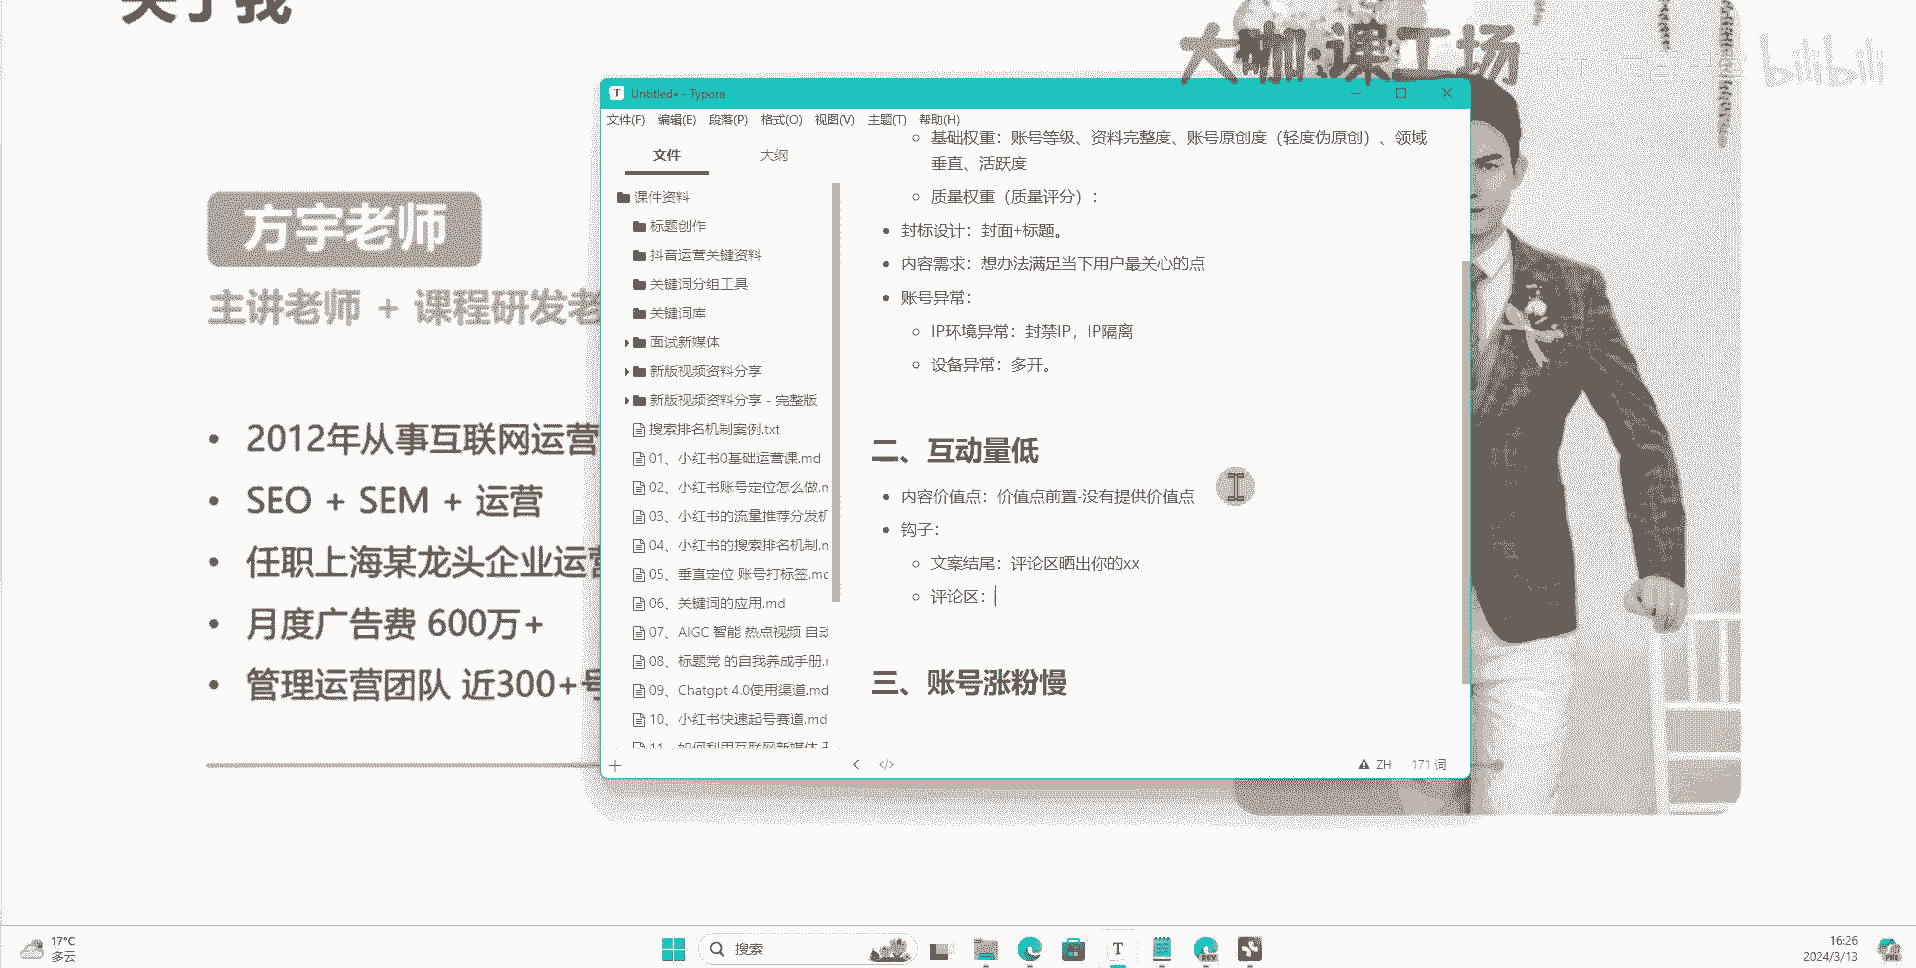 关于我
大咖·课工场
bilibili
方宇老师
主讲老师 + 课程研发老
2012年从事互联网运营
SEO + SEM + 运营
任职上海某龙头企业运营
月度广告费 600万+
管理运营团队 近300+号
Untitled• - Typora
文件(F) 编辑(E) 段落(P) 格式(O) 视图(V) 主题(T) 帮助(H)
文件 大纲
课件资料
标题创作
抖音运营关键资料
关键词分组工具
关键词库
面试新媒体
新版视频资料分享
新版视频资料分享 - 完整版
搜索排名机制案例.txt
01、小红书0基础运营课.md
02、小红书账号定位怎么做.m
03、小红书的流量推荐分发机
04、小红书的搜索排名机制.m
05、垂直定位 账号打标签.md
06、关键词的应用.md
07、AIGC 智能 热点视频 自动
08、标题党 的自我养成手册.m
09、Chatgpt 4.0使用渠道.md
10、小红书快速起号赛道.md
11、如何利用互联网新媒体
基础权重：账号等级、资料完整度、账号原创度（轻度伪原创）、领域
垂直、活跃度
质量权重（质量评分）：
封标设计：封面+标题。
内容需求：想办法满足当下用户最关心的点
账号异常：
IP环境异常：封禁IP，IP隔离
设备异常：多开。
二、互动量低
内容价值点：价值点前置-没有提供价值点
钩子：
文案结尾：评论区晒出你的xx
评论区：
三、账号涨粉慢
ZH 171 词
17°C
多云
搜索
16:26
2024/3/13